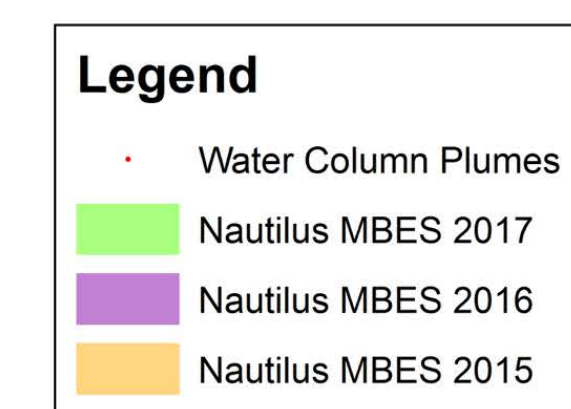 Legend
Water Column Plumes
Nautilus MBES 2017
Nautilus MBES 2016
Nautilus MBES 2015